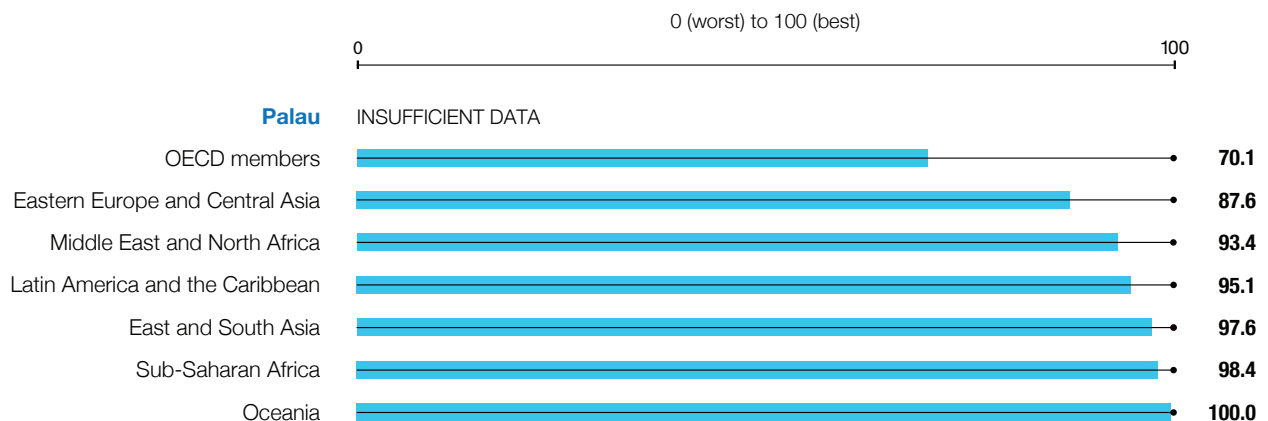 0 (worst) to 100 (best)
0 100
Palau INSUFFICIENT DATA
OECD members 70.1
Eastern Europe and Central Asia 87.6
Middle East and North Africa 93.4
Latin America and the Caribbean 95.1
East and South Asia 97.6
Sub-Saharan Africa 98.4
Oceania 100.0